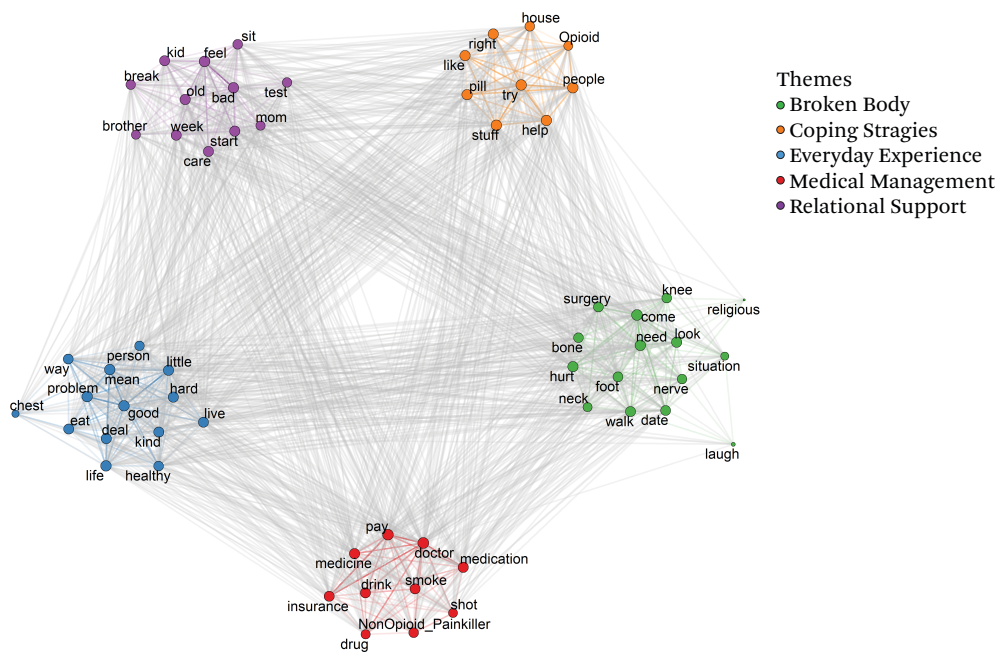 house
right
Opioid
like
pill
try
people
stuff
help
sit
kid
feel
break
old
bad
test
brother
week
mom
start
care
Themes
Broken Body
Coping Stragies
Everyday Experience
Medical Management
Relational Support
knee
surgery
religious
come
need
look
bone
situation
hurt
foot
nerve
neck
walk
date
laugh
person
way
little
mean
problem
hard
chest
good
live
eat
deal
kind
life
healthy
pay
doctor
medicine
medication
drink
smoke
insurance
shot
NonOpioid_Painkiller
drug